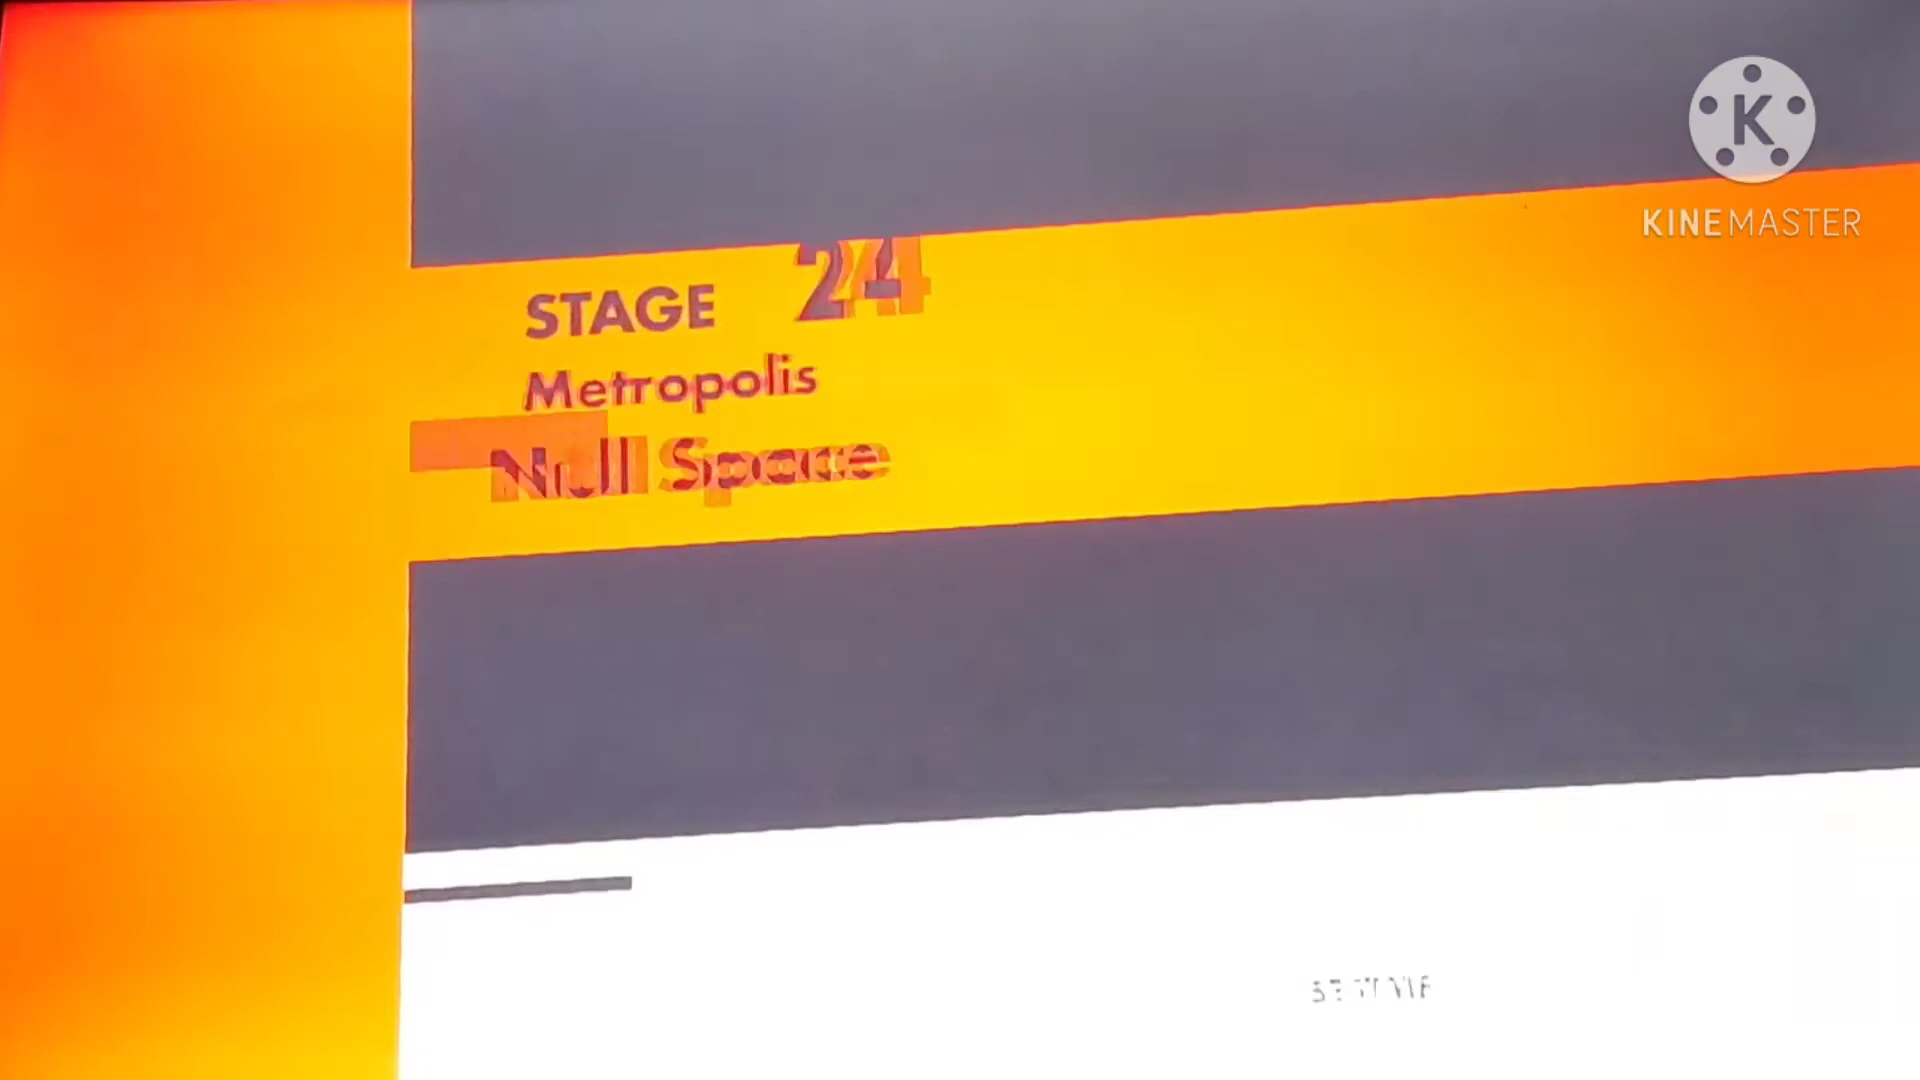 STAGE 24
Metropolis
Null Space
K
KINEMASTER